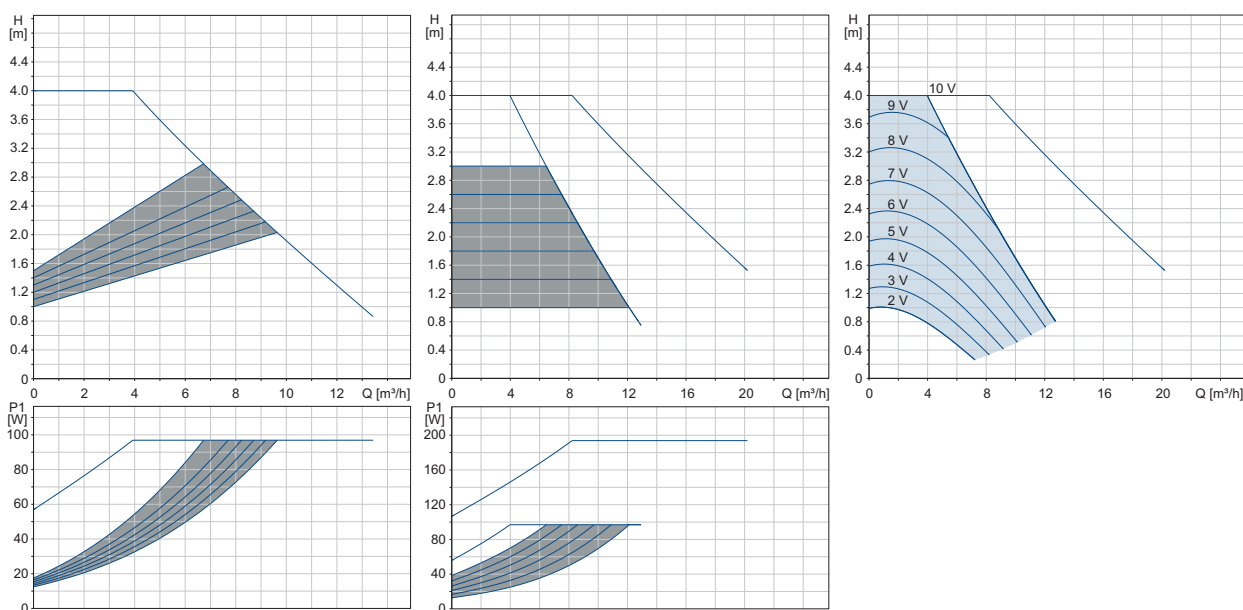 H
[m]
4.4
4.0
3.6
3.2
2.8
2.4
2.0
1.6
1.2
0.8
0.4
0
0 2 4 6 8 10 12 Q [m³/h]
P1
[W]
100
80
60
40
20
0
H
[m]
4.4
4.0
3.6
3.2
2.8
2.4
2.0
1.6
1.2
0.8
0.4
0
0 4 8 12 16 20 Q [m³/h]
P1
[W]
200
160
120
80
40
0
H
[m]
4.4
4.0
3.6
3.2
2.8
2.4
2.0
1.6
1.2
0.8
0.4
0
10 V
9 V
8 V
7 V
6 V
5 V
4 V
3 V
2 V
0 4 8 12 16 20 Q [m³/h]